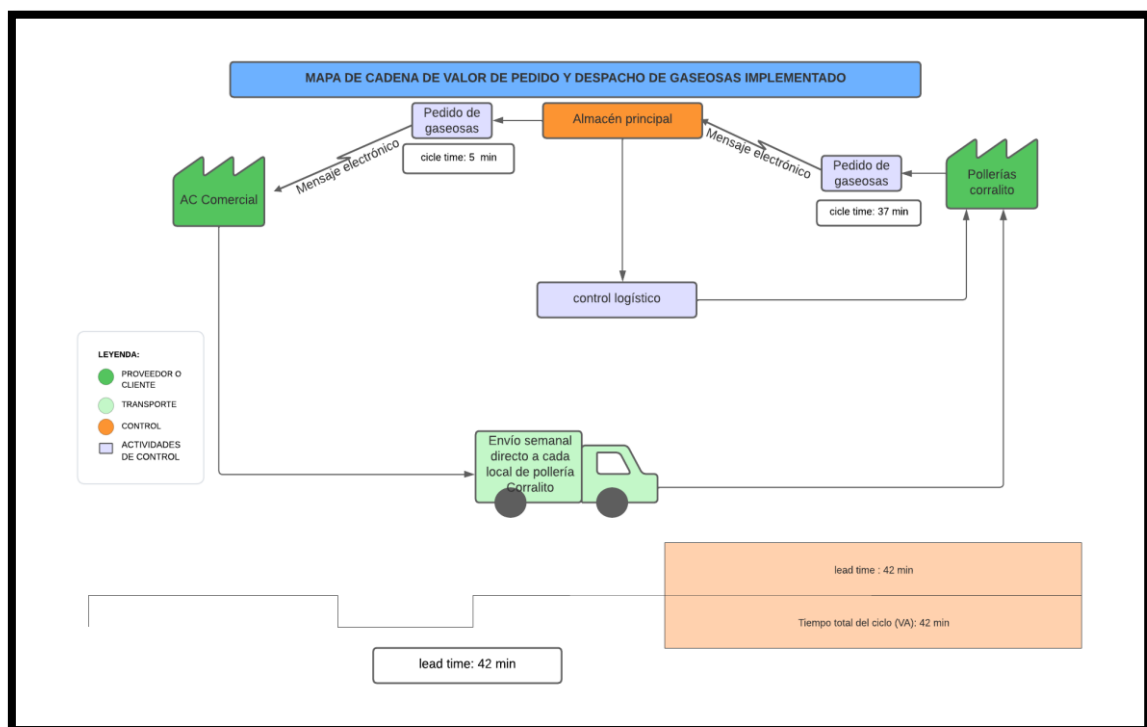 MAPA DE CADENA DE VALOR DE PEDIDO Y DESPACHO DE GASEOSAS IMPLEMENTADO
Pedido de
gaseosas
Almacén principal
Mensaje electrónico
cicle time: 5 min
Mensaje electrónico
Pedido de
gaseosas
Pollerías
corralito
AC Comercial
cicle time: 37 min
control logístico
LEYENDA:
PROVEEDOR O
CLIENTE
TRANSPORTE
CONTROL
ACTIVIDADES
DE CONTROL
Envío semanal
directo a cada
local de pollería
Corralito
lead time : 42 min
Tiempo total del ciclo (VA): 42 min
lead time: 42 min